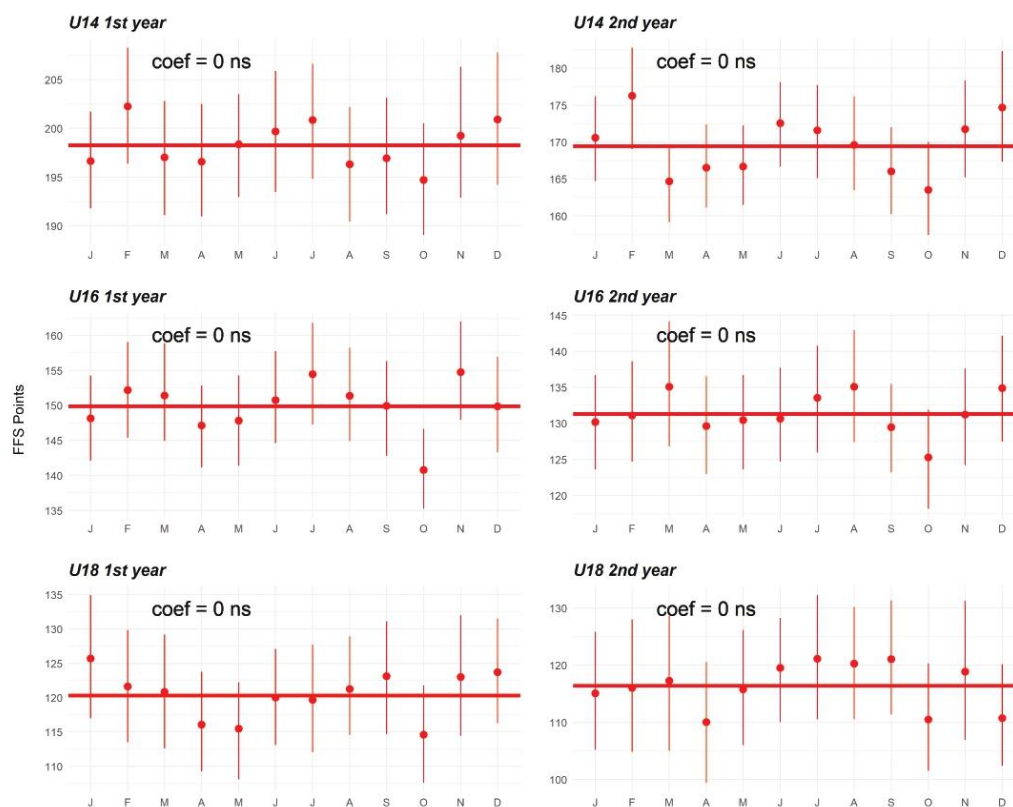 U14 1st year
coef = 0 ns
205
200
195
190
J F M A M J J A S O N D
U14 2nd year
coef = 0 ns
180
175
170
165
160
J F M A M J J A S O N D
FFS Points
U16 1st year
coef = 0 ns
160
155
150
145
140
135
J F M A M J J A S O N D
U16 2nd year
coef = 0 ns
145
140
135
130
125
120
J F M A M J J A S O N D
U18 1st year
coef = 0 ns
135
130
125
120
115
110
J F M A M J J A S O N D
U18 2nd year
coef = 0 ns
130
120
110
100
J F M A M J J A S O N D